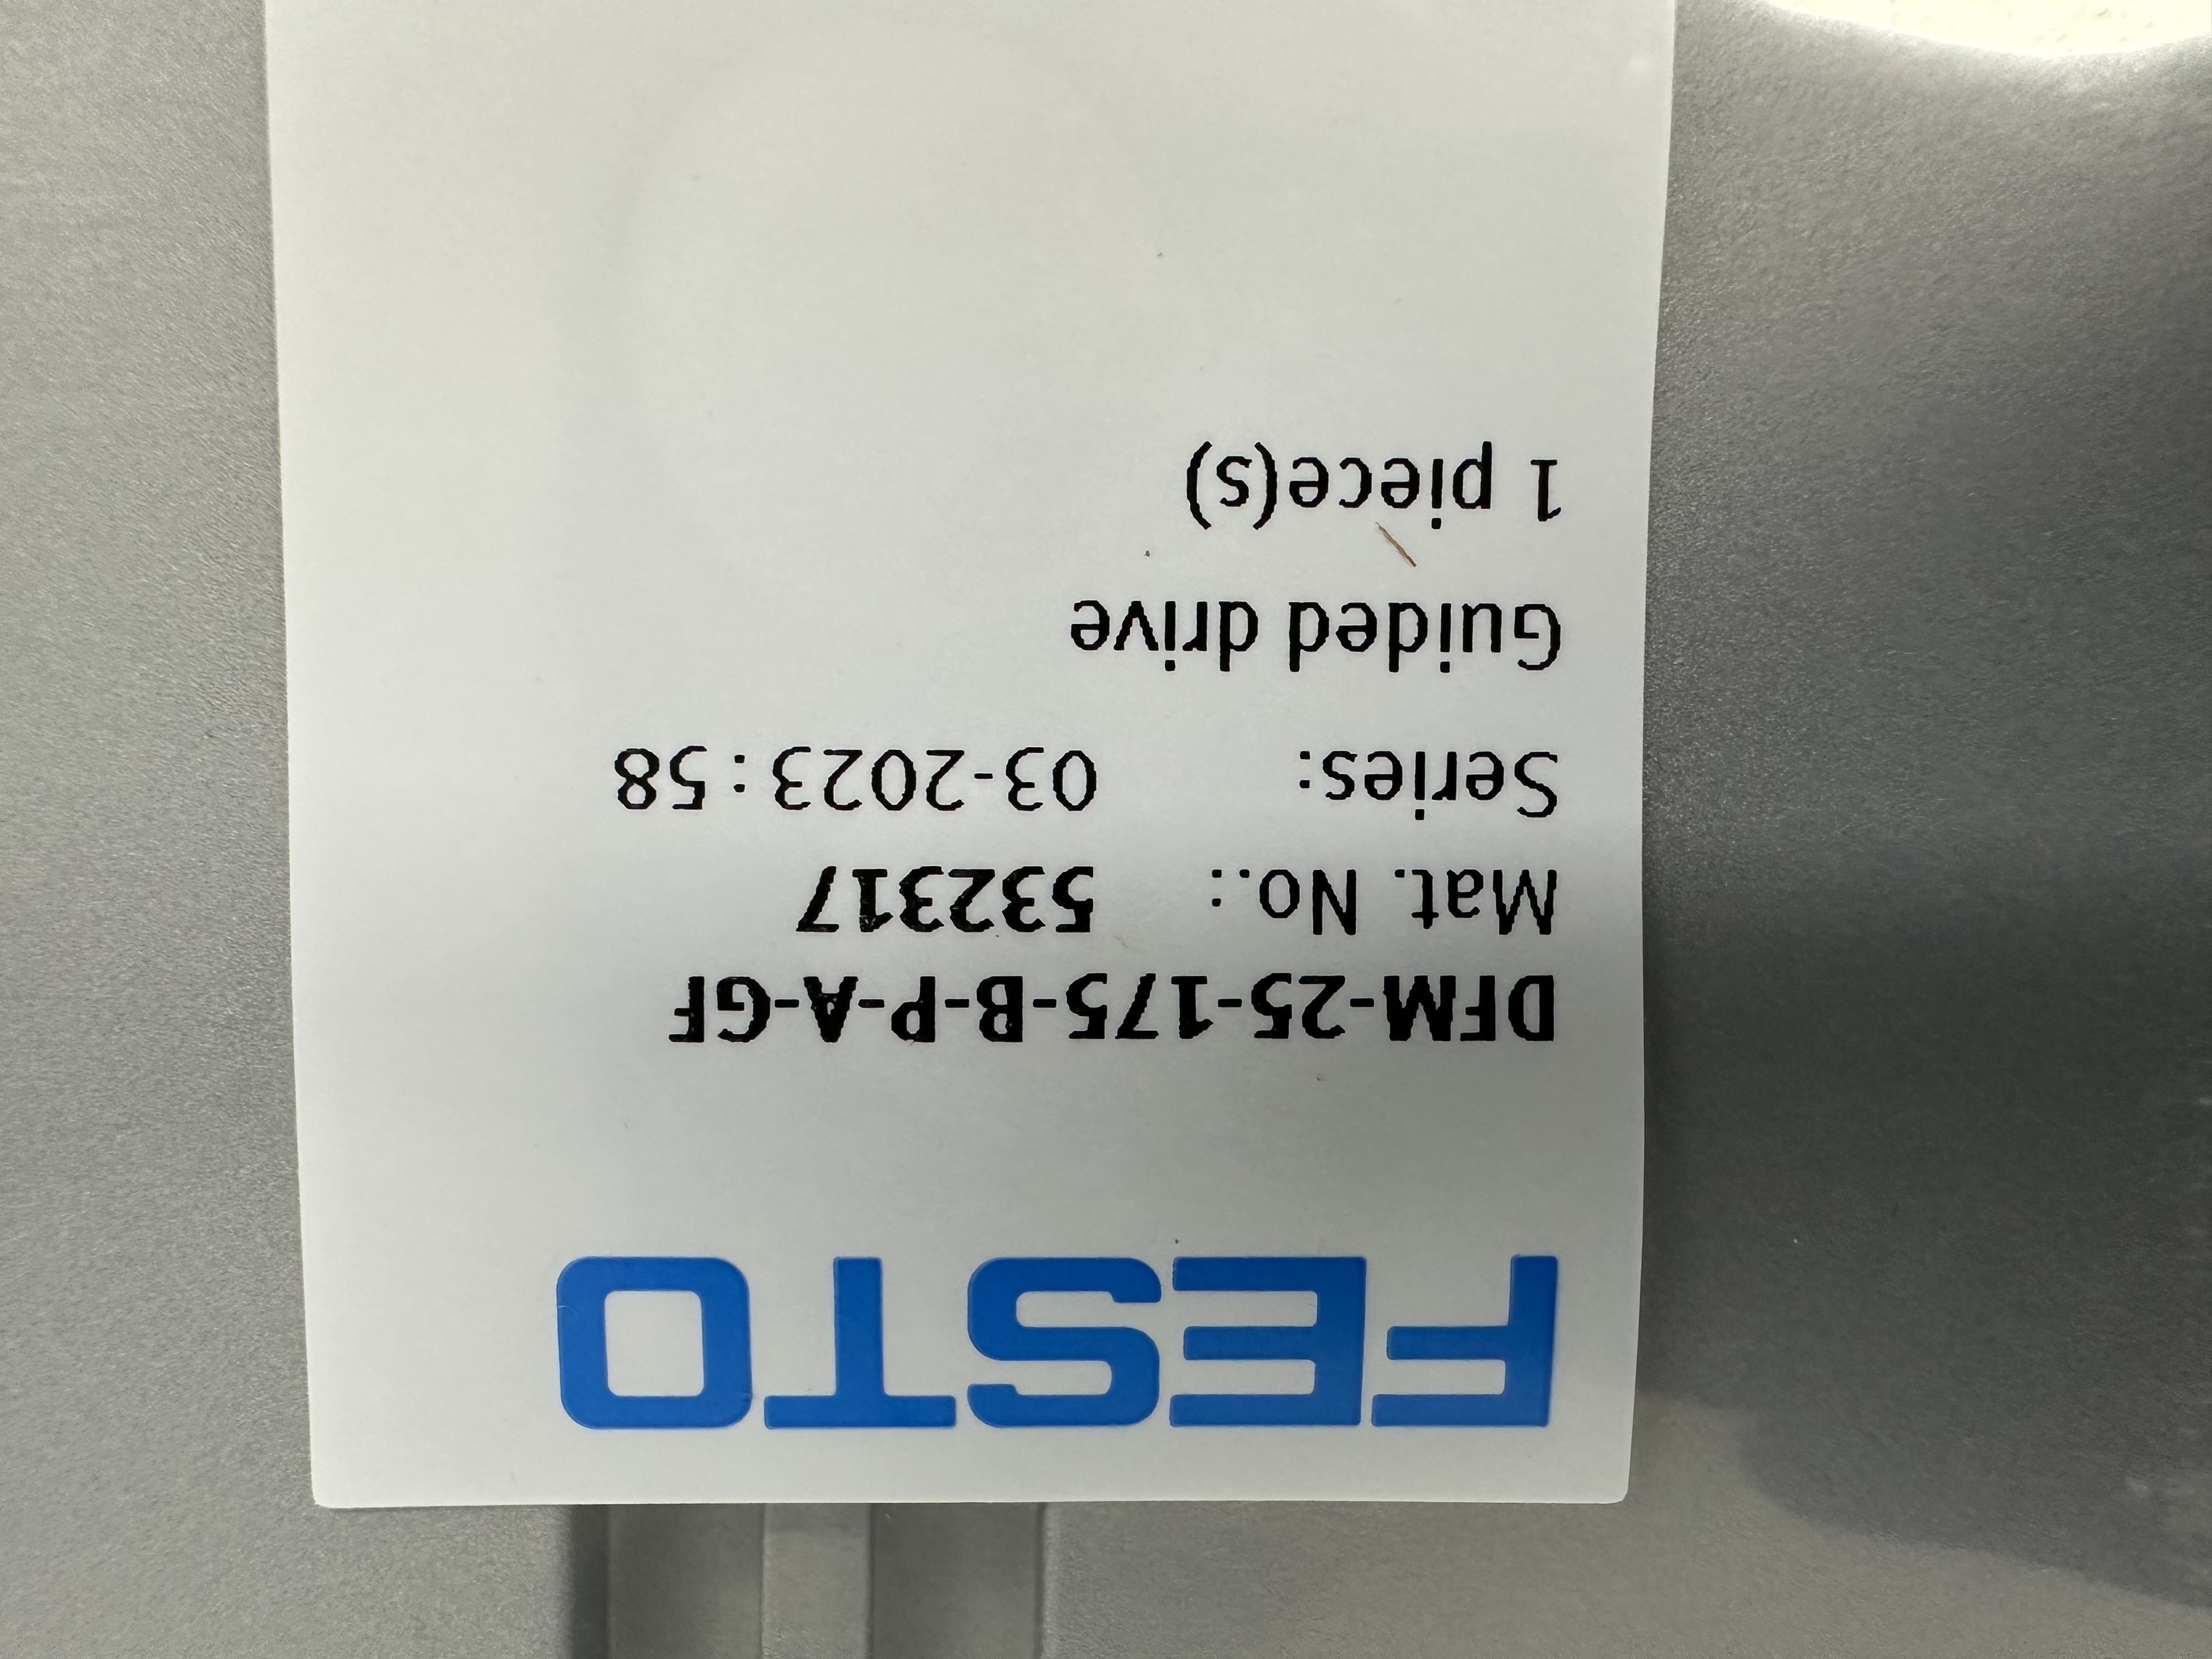 FESTO
DFM-25-175-B-P-A-GF
Mat. No.: 532317
Series: 03-2023:58
Guided drive
1 piece(s)